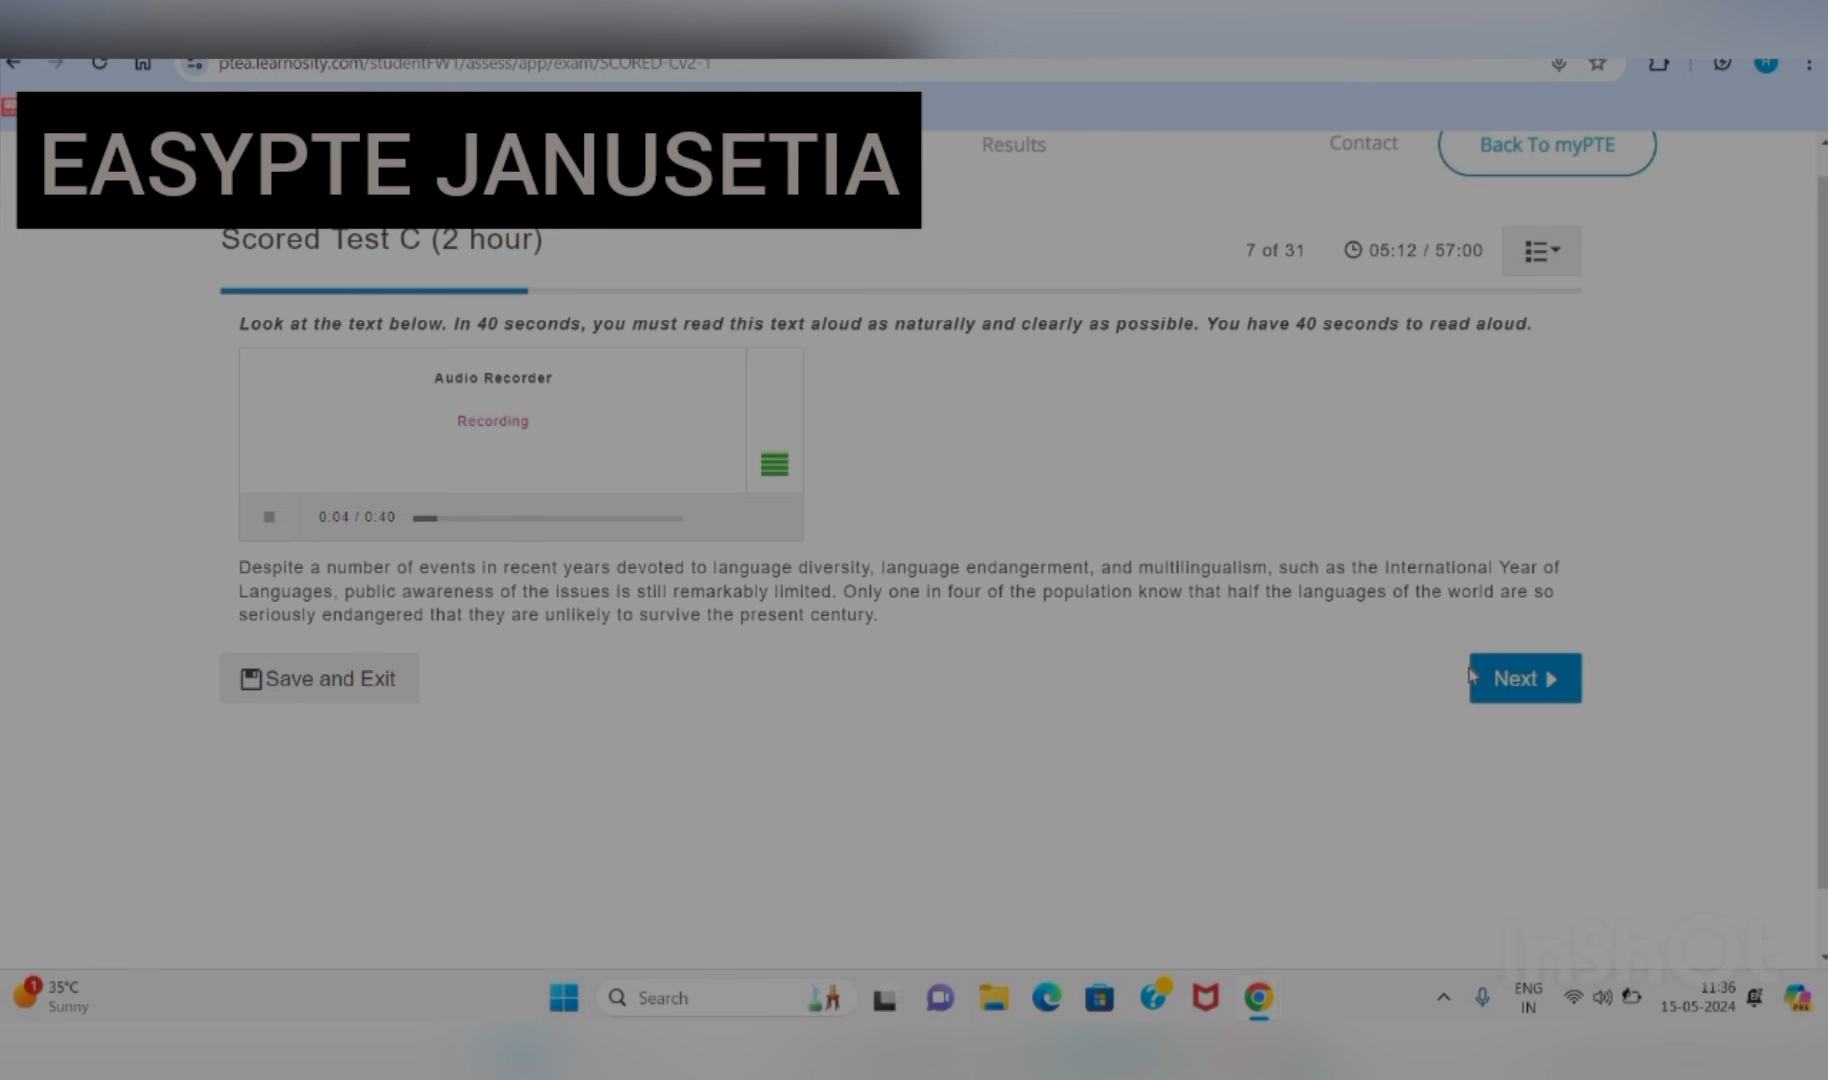 ptea.learnosity.com/studentFW1/assess/app/exam/SCORED-Cv2-1
EASYPTE JANUSETIA
Results
Contact
Back To myPTE
Scored Test C (2 hour)
7 of 31
05:12 / 57:00
Look at the text below. In 40 seconds, you must read this text aloud as naturally and clearly as possible. You have 40 seconds to read aloud.
Audio Recorder
Recording
0:04 / 0:40
Despite a number of events in recent years devoted to language diversity, language endangerment, and multilingualism, such as the International Year of
Languages, public awareness of the issues is still remarkably limited. Only one in four of the population know that half the languages of the world are so
seriously endangered that they are unlikely to survive the present century.
Save and Exit
Next
InShOt
1
35°C
Sunny
Search
ENG
IN
11:36
15-05-2024
PRE